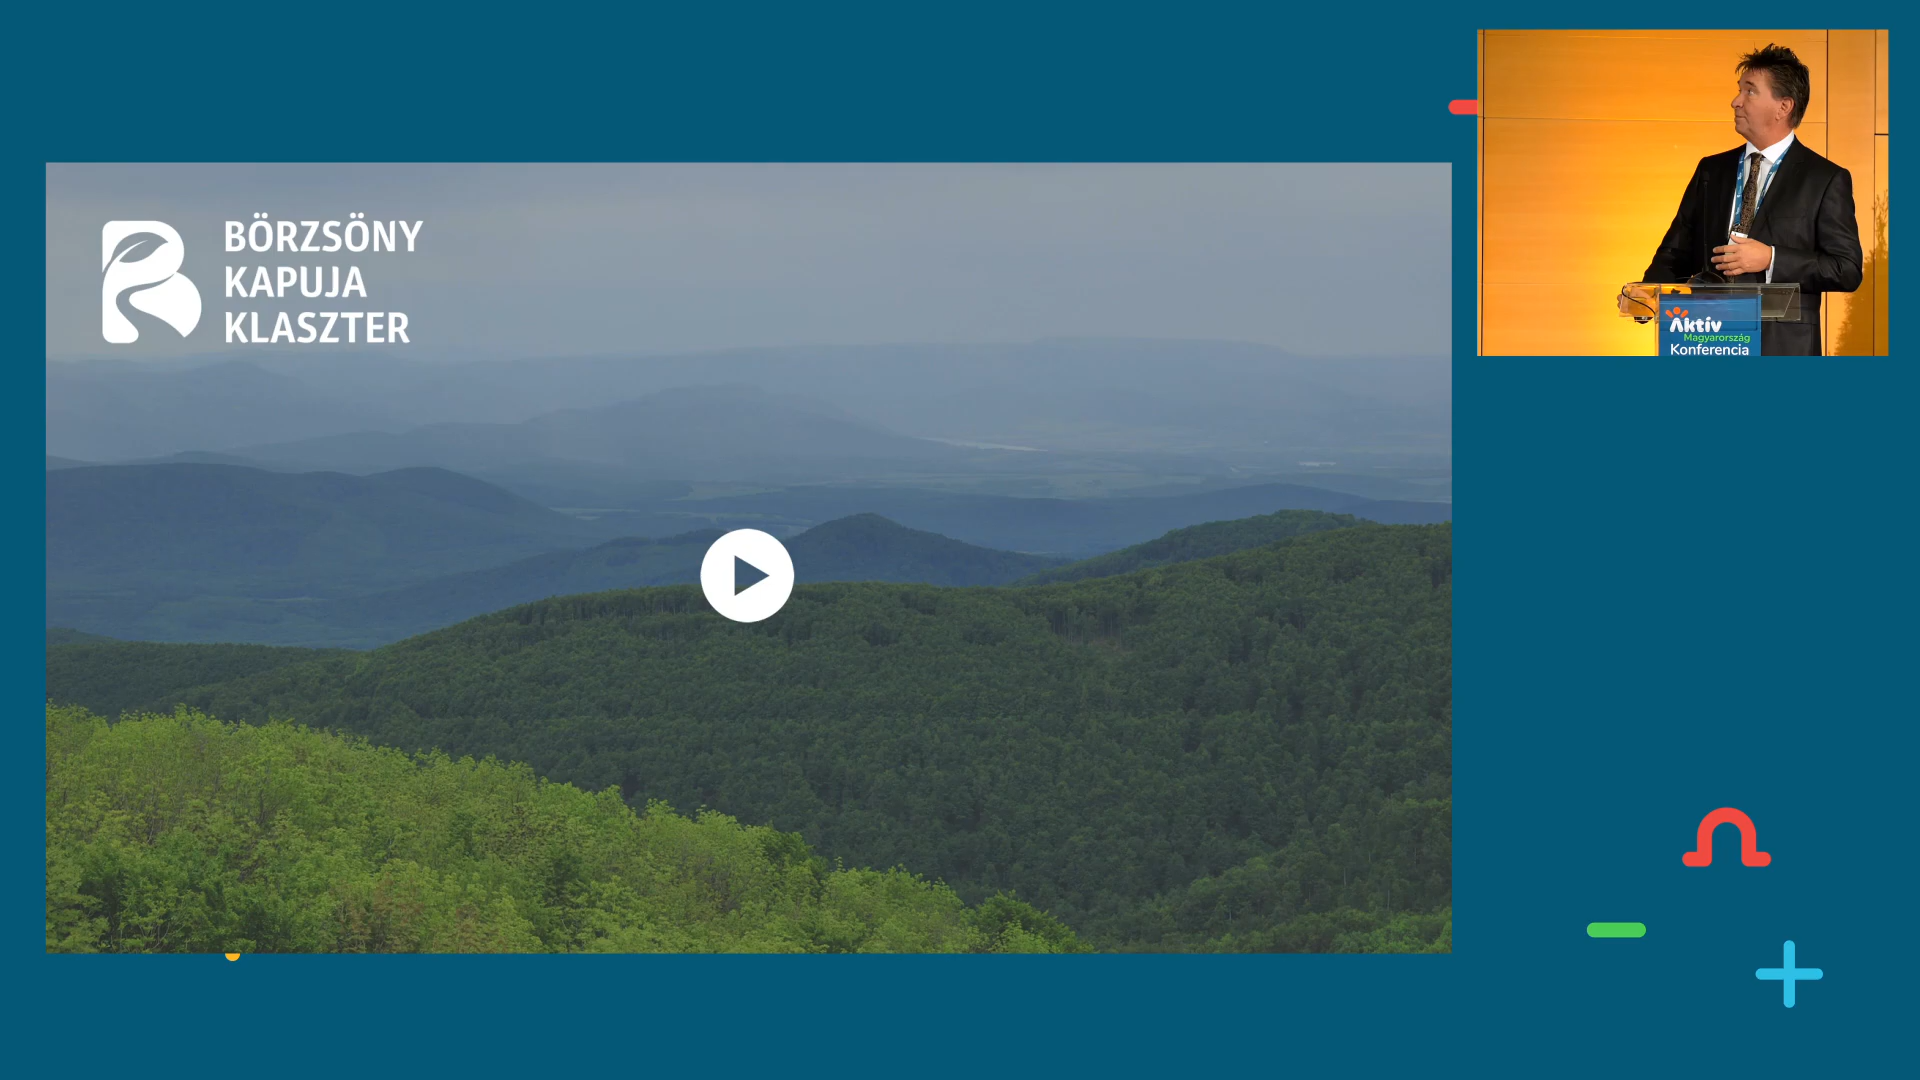 BÖRZSÖNY
KAPUJA
KLASZTER
Aktív
Magyarország
Konferencia